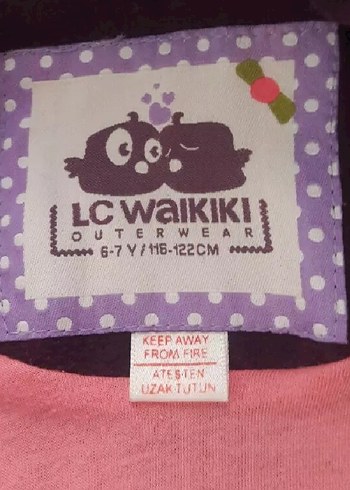 LC WAIKIKI
OUTERWEAR
6-7 Y/116-122CM
KEEP AWAY
FROM FIRE
ATEŞTEN
UZAK TUTUN